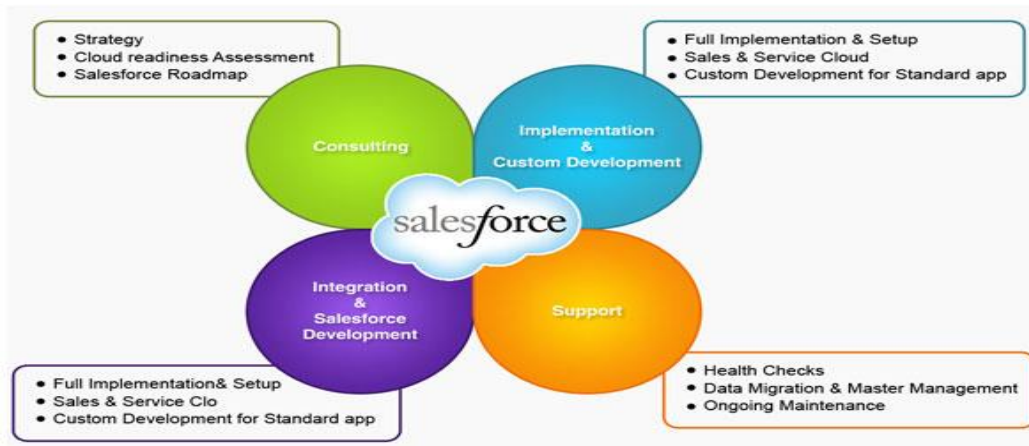 • Strategy
• Cloud readiness Assessment
• Salesforce Roadmap
• Full Implementation & Setup
• Sales & Service Cloud
• Custom Development for Standard app
Consulting
Implementation
&
Custom Development
salesforce
Integration
&
Salesforce
Development
Support
• Full Implementation& Setup
• Sales & Service Clo
• Custom Development for Standard app
• Health Checks
• Data Migration & Master Management
• Ongoing Maintenance